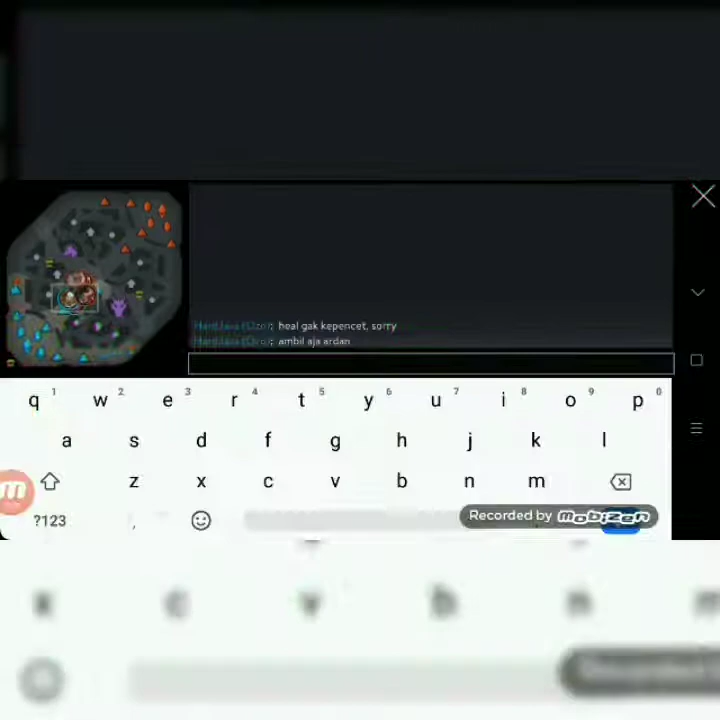 heal gak kepencet, sorry
ambil aja ardan
q 1 w 2 e 3 r 4 t 5 y 6 u 7 i 8 o 9 p 0
a s d f g h j k l
z x c v b n m
?123 ,
Recorded by mobizen
x c v b n m